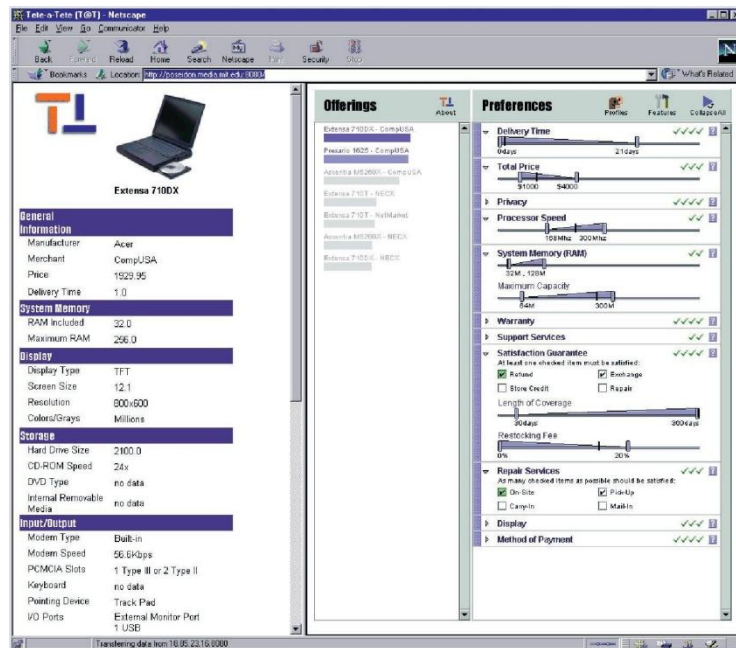 Tete-a-Tete [T@T] - Netscape
File Edit View Go Communicator Help
Back Forward Reload Home Search Netscape Print Security Stop
Bookmarks Location: http://poseidon.media.mit.edu:8080/ What's Related
Extensa 710DX
General
Information
Manufacturer Acer
Merchant CompUSA
Price 1929.95
Delivery Time 1.0
System Memory
RAM Included 32.0
Maximum RAM 256.0
Display
Display Type TFT
Screen Size 12.1
Resolution 800x600
Colors/Grays Millions
Storage
Hard Drive Size 2100.0
CD-ROM Speed 24x
DVD Type no data
Internal Removable
Media no data
Input/Output
Modem Type Built-in
Modem Speed 56.6Kbps
PCMCIA Slots 1 Type III or 2 Type II
Keyboard no data
Pointing Device Track Pad
I/O Ports External Monitor Port
1 USB
Offerings About
Extensa 710DX - CompUSA
Presario 1625 - CompUSA
Ascentia M5260X - CompUSA
Extensa 710T - NECX
Extensa 710T - NetMarket
Ascentia M5260X - NECX
Extensa 710DX - NECX
Preferences Profiles Features CollapseAll
Delivery Time
0days 21days
Total Price
$1000 $4000
Privacy
Processor Speed
166Mhz 300Mhz
System Memory (RAM)
32M , 128M
Maximum Capacity
64M 300M
Warranty
Support Services
Satisfaction Guarantee
At least one checked item must be satisfied:
Refund Exchange
Store Credit Repair
Length of Coverage
30days 300days
Restocking Fee
0% 20%
Repair Services
As many checked items as possible should be satisfied:
On-Site Pick-Up
Carry-In Mail-In
Display
Method of Payment
Transferring data from 18.85.23.16:8080